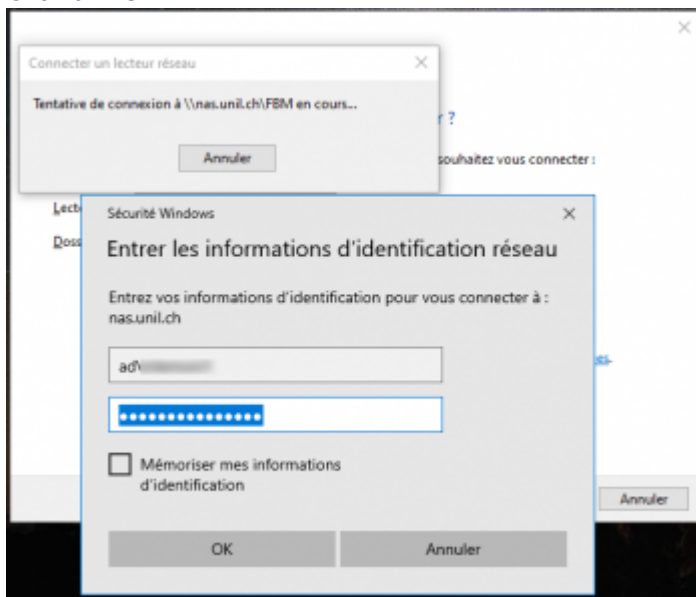 Connecter un lecteur réseau
Tentative de connexion à \\nas.unil.ch\FBM en cours...
r ?
Annuler
souhaitez vous connecter :
Lect
Doss
Sécurité Windows
Entrer les informations d'identification réseau
Entrez vos informations d'identification pour vous connecter à :
nas.unil.ch
ad\
Mémoriser mes informations
d'identification
Annuler
OK
Annuler